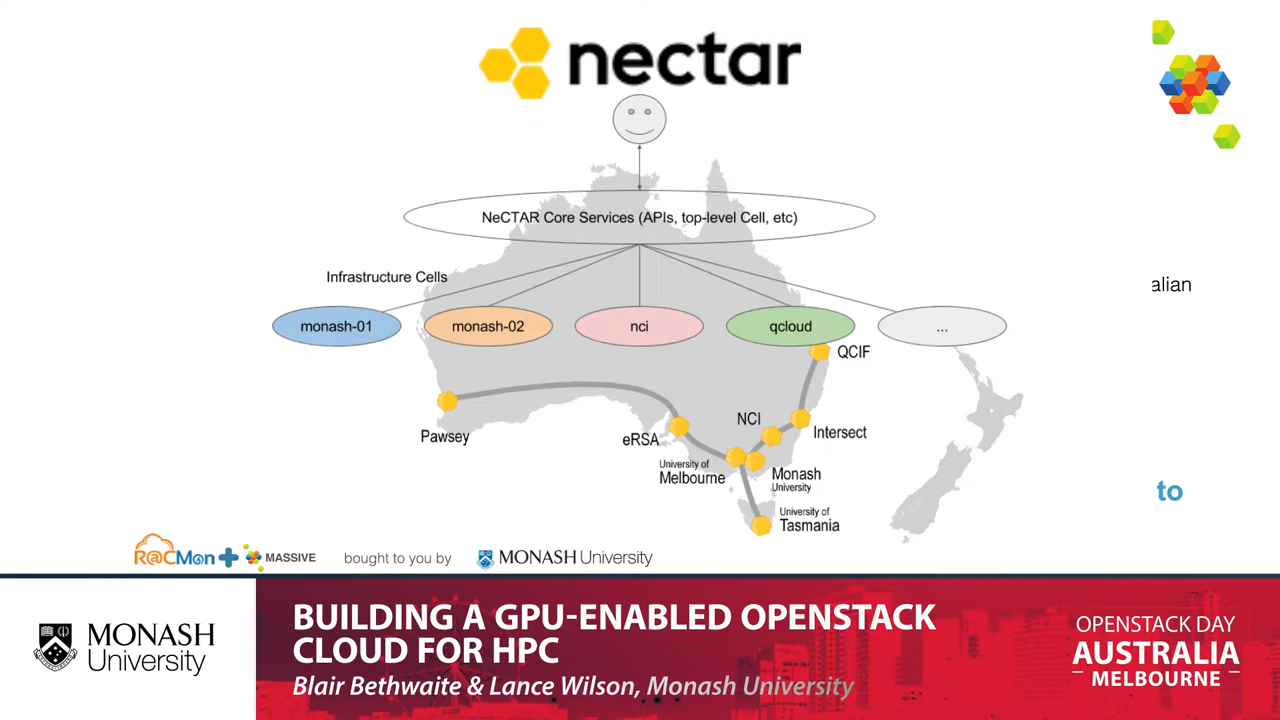 nectar
NeCTAR Core Services (APIs, top-level Cell, etc)
Infrastructure Cells
monash-01
monash-02
nci
qcloud
...
QCIF
alian
Pawsey
eRSA
NCI
Intersect
University of
Melbourne
Monash
University
University of
Tasmania
to
R@CMon
MASSIVE
bought to you by
MONASH University
MONASH
University
BUILDING A GPU-ENABLED OPENSTACK
CLOUD FOR HPC
Blair Bethwaite & Lance Wilson, Monash University
OPENSTACK DAY
AUSTRALIA
MELBOURNE